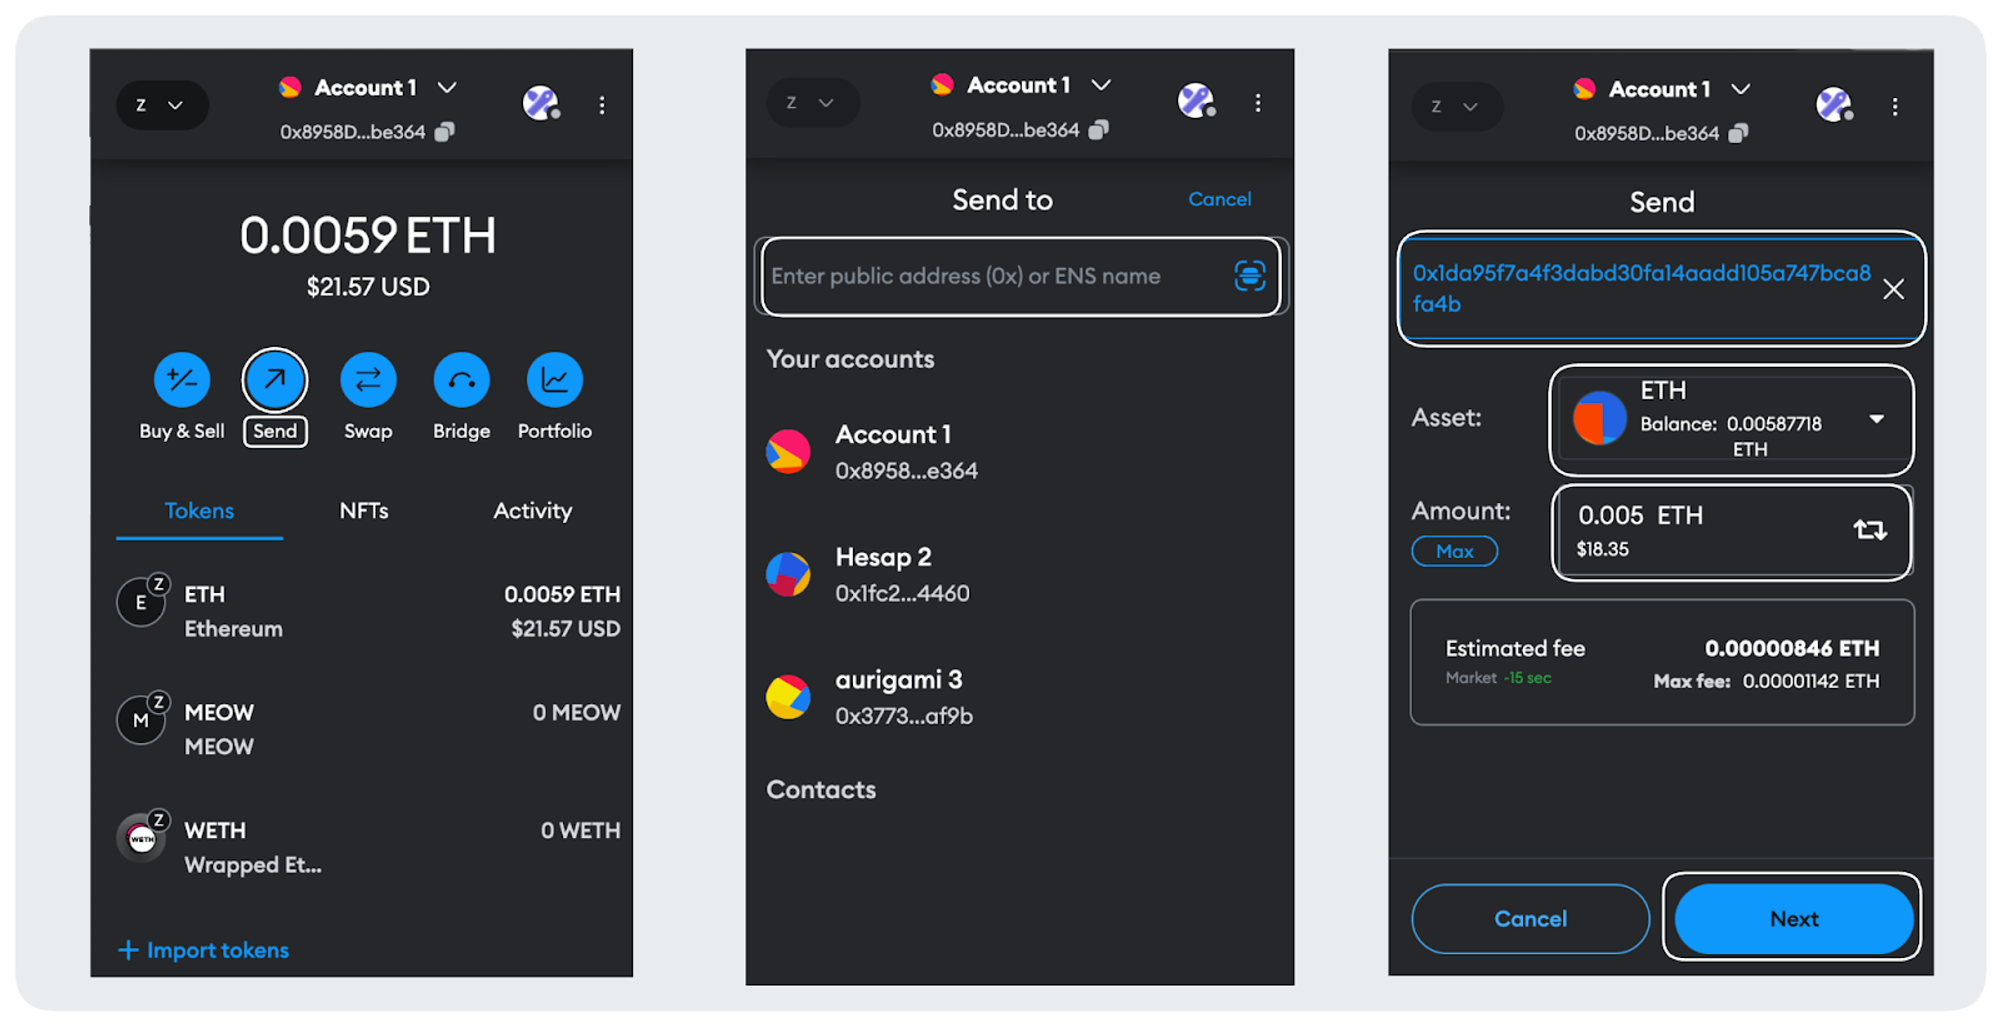 Z
Account 1
0x8958D...be364
0.0059 ETH
$21.57 USD
Buy & Sell
Send
Swap
Bridge
Portfolio
Tokens
NFTs
Activity
E
Z
ETH
0.0059 ETH
Ethereum
$21.57 USD
M
Z
MEOW
0 MEOW
MEOW
WETH
Z
WETH
0 WETH
Wrapped Et...
+ Import tokens
Z
Account 1
0x8958D...be364
Send to
Cancel
Enter public address (0x) or ENS name
Your accounts
Account 1
0x8958...e364
Hesap 2
0x1fc2...4460
aurigami 3
0x3773...af9b
Contacts
Z
Account 1
0x8958D...be364
Send
0x1da95f7a4f3dabd30fa14aadd105a747bca8
fa4b
Asset:
ETH
Balance: 0.00587718
ETH
Amount:
Max
0.005 ETH
$18.35
Estimated fee
0.00000846 ETH
Market ~15 sec
Max fee: 0.00001142 ETH
Cancel
Next